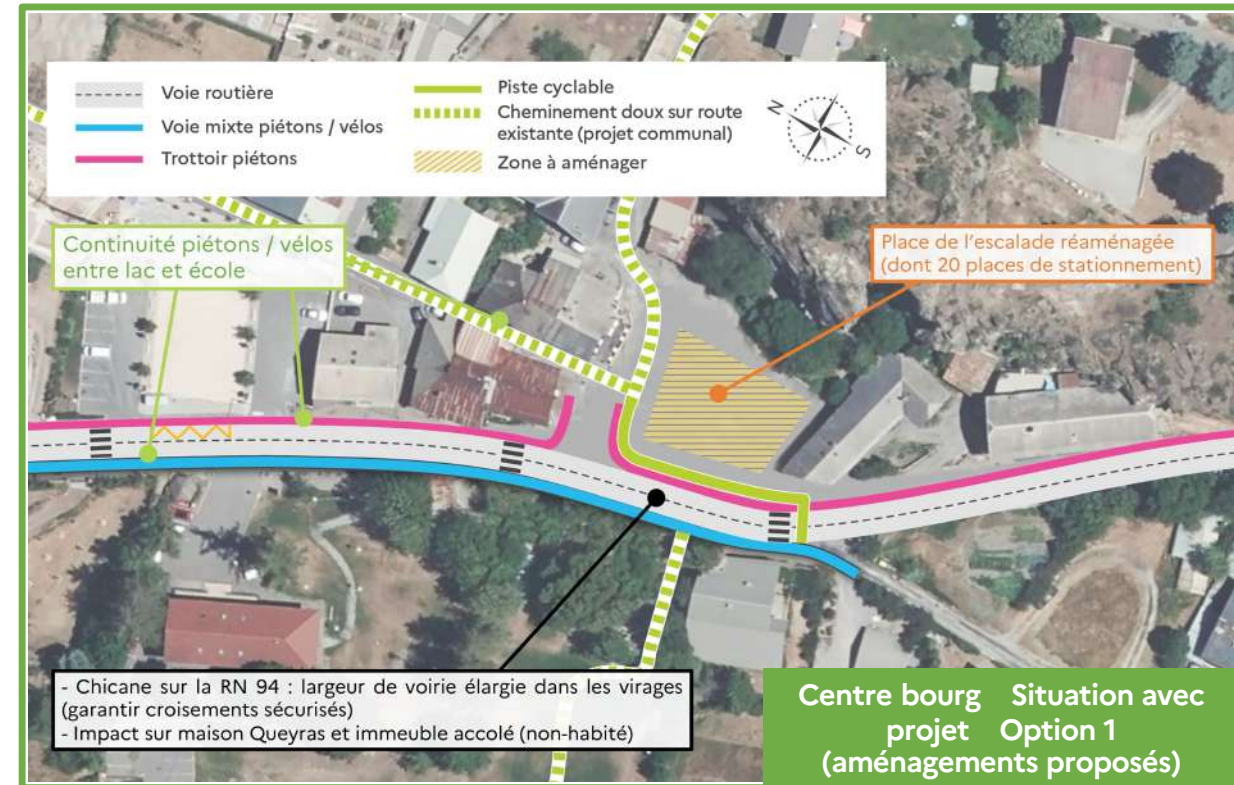 Voie routière
Voie mixte piétons / vélos
Trottoir piétons
Piste cyclable
Cheminement doux sur route
existante (projet communal)
Zone à aménager
N
S
Continuité piétons / vélos
entre lac et école
Place de l'escalade réaménagée
(dont 20 places de stationnement)
- Chicane sur la RN 94 : largeur de voirie élargie dans les virages
(garantir croisements sécurisés)
- Impact sur maison Queyras et immeuble accolé (non-habité)
Centre bourg Situation avec
projet Option 1
(aménagements proposés)